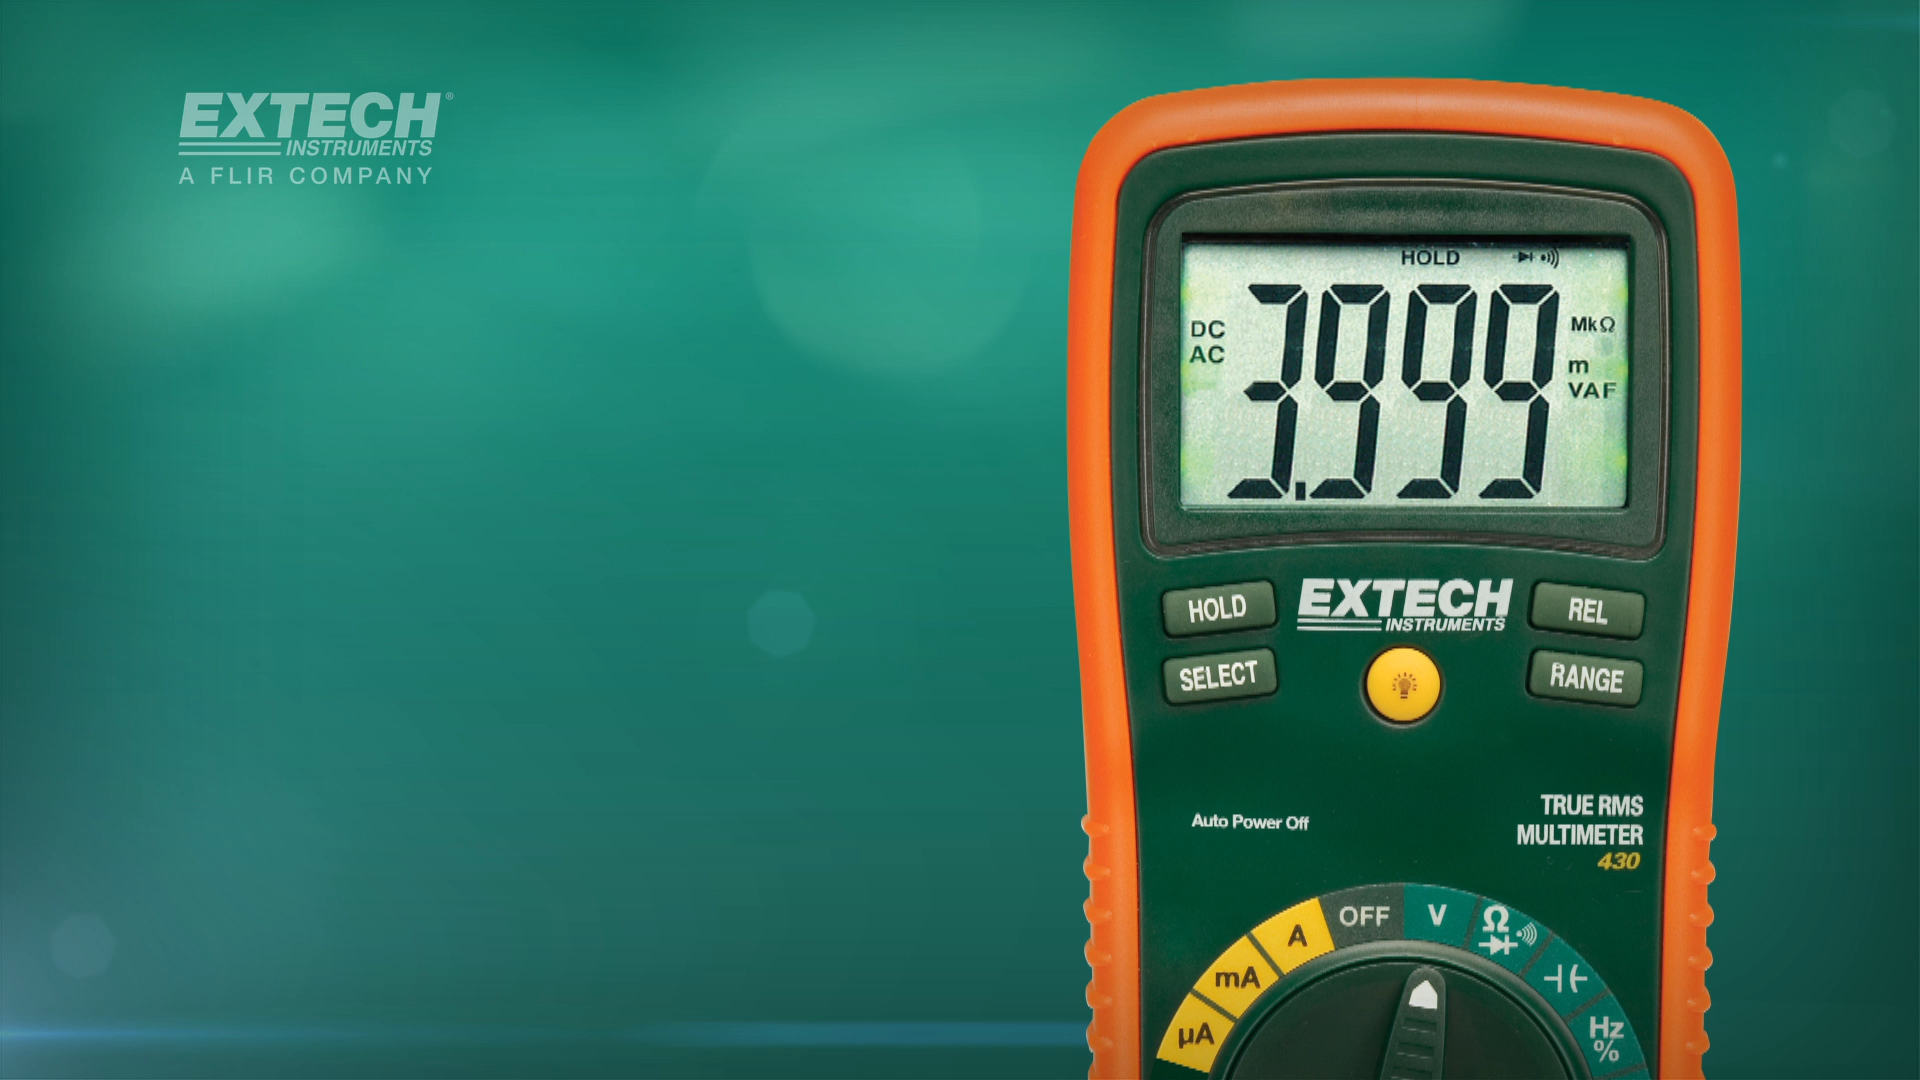 EXTECH®
INSTRUMENTS
A FLIR COMPANY
HOLD
DC
AC
3.999
MkΩ
m
VAF
HOLD
EXTECH
INSTRUMENTS
REL
SELECT
RANGE
Auto Power Off
TRUE RMS
MULTIMETER
430
µA
mA
A
OFF
V
Ω
Hz
%